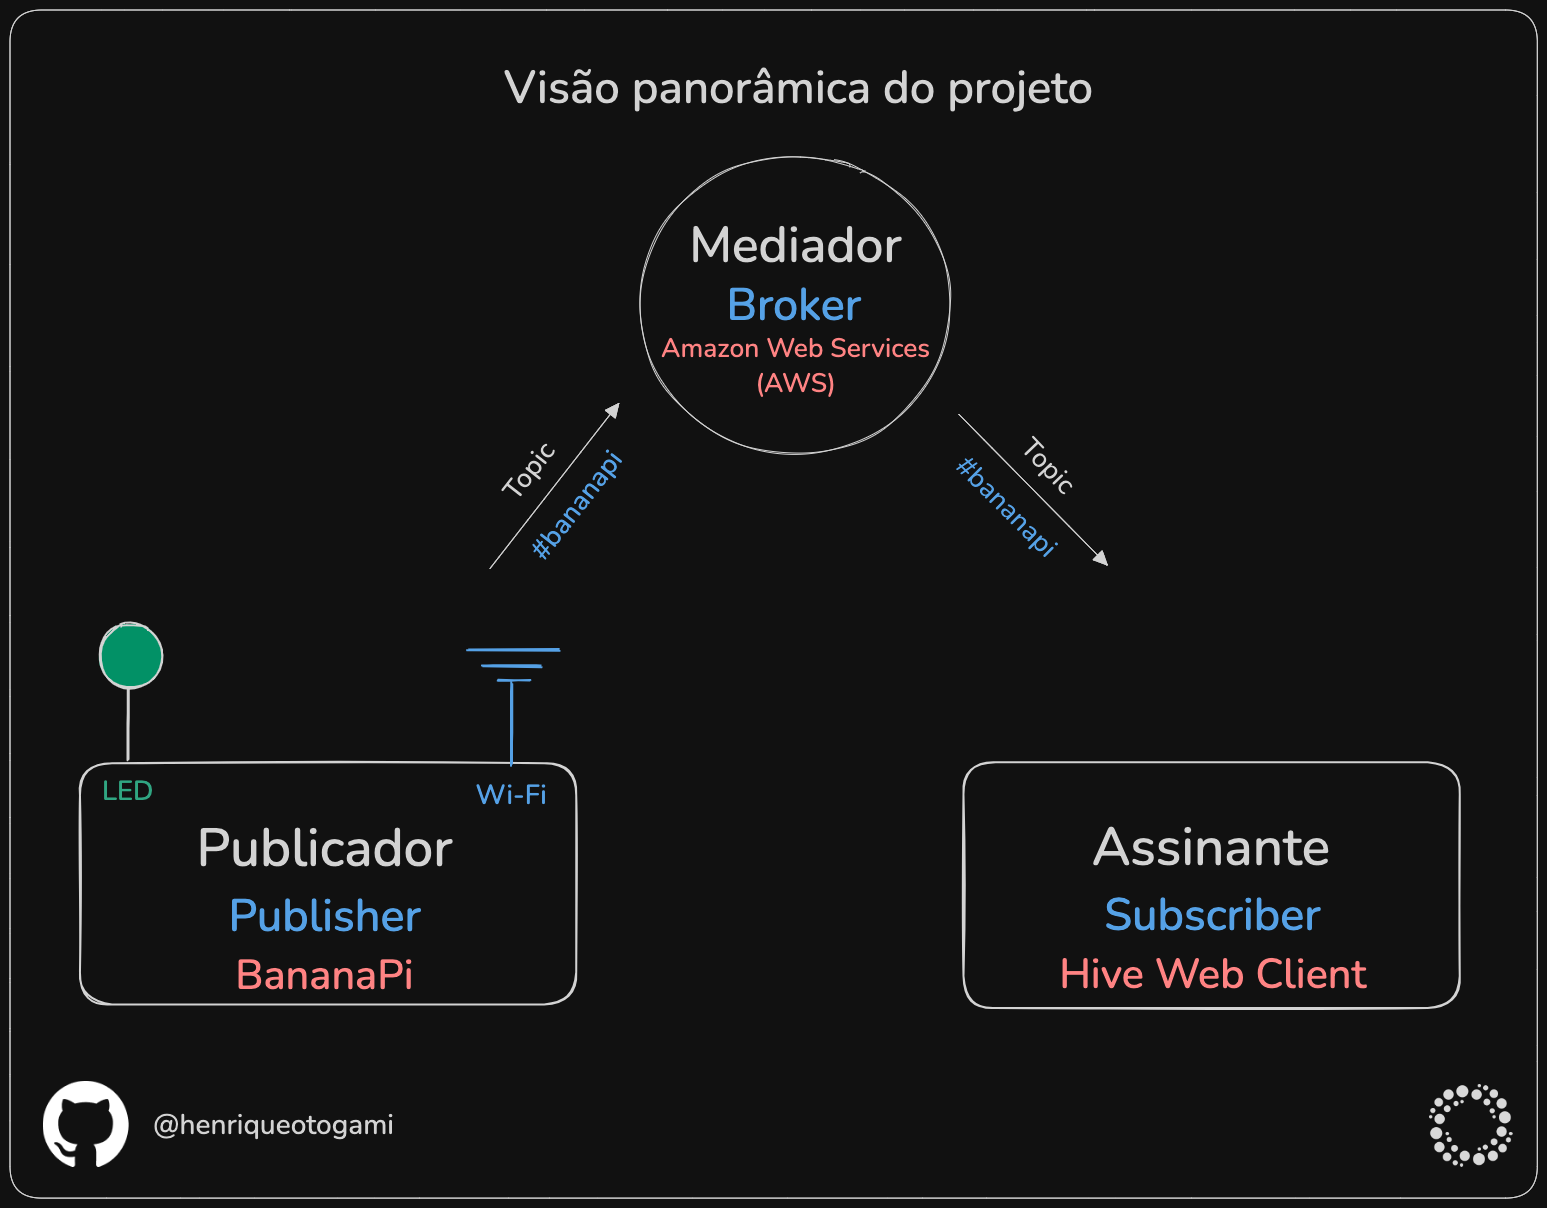 Visão panorâmica do projeto
Mediador
Broker
Amazon Web Services
(AWS)
Topic
#bananapi
Topic
#bananapi
LED
Wi-Fi
Publicador
Publisher
BananaPi
Assinante
Subscriber
Hive Web Client
@henriqueotogami